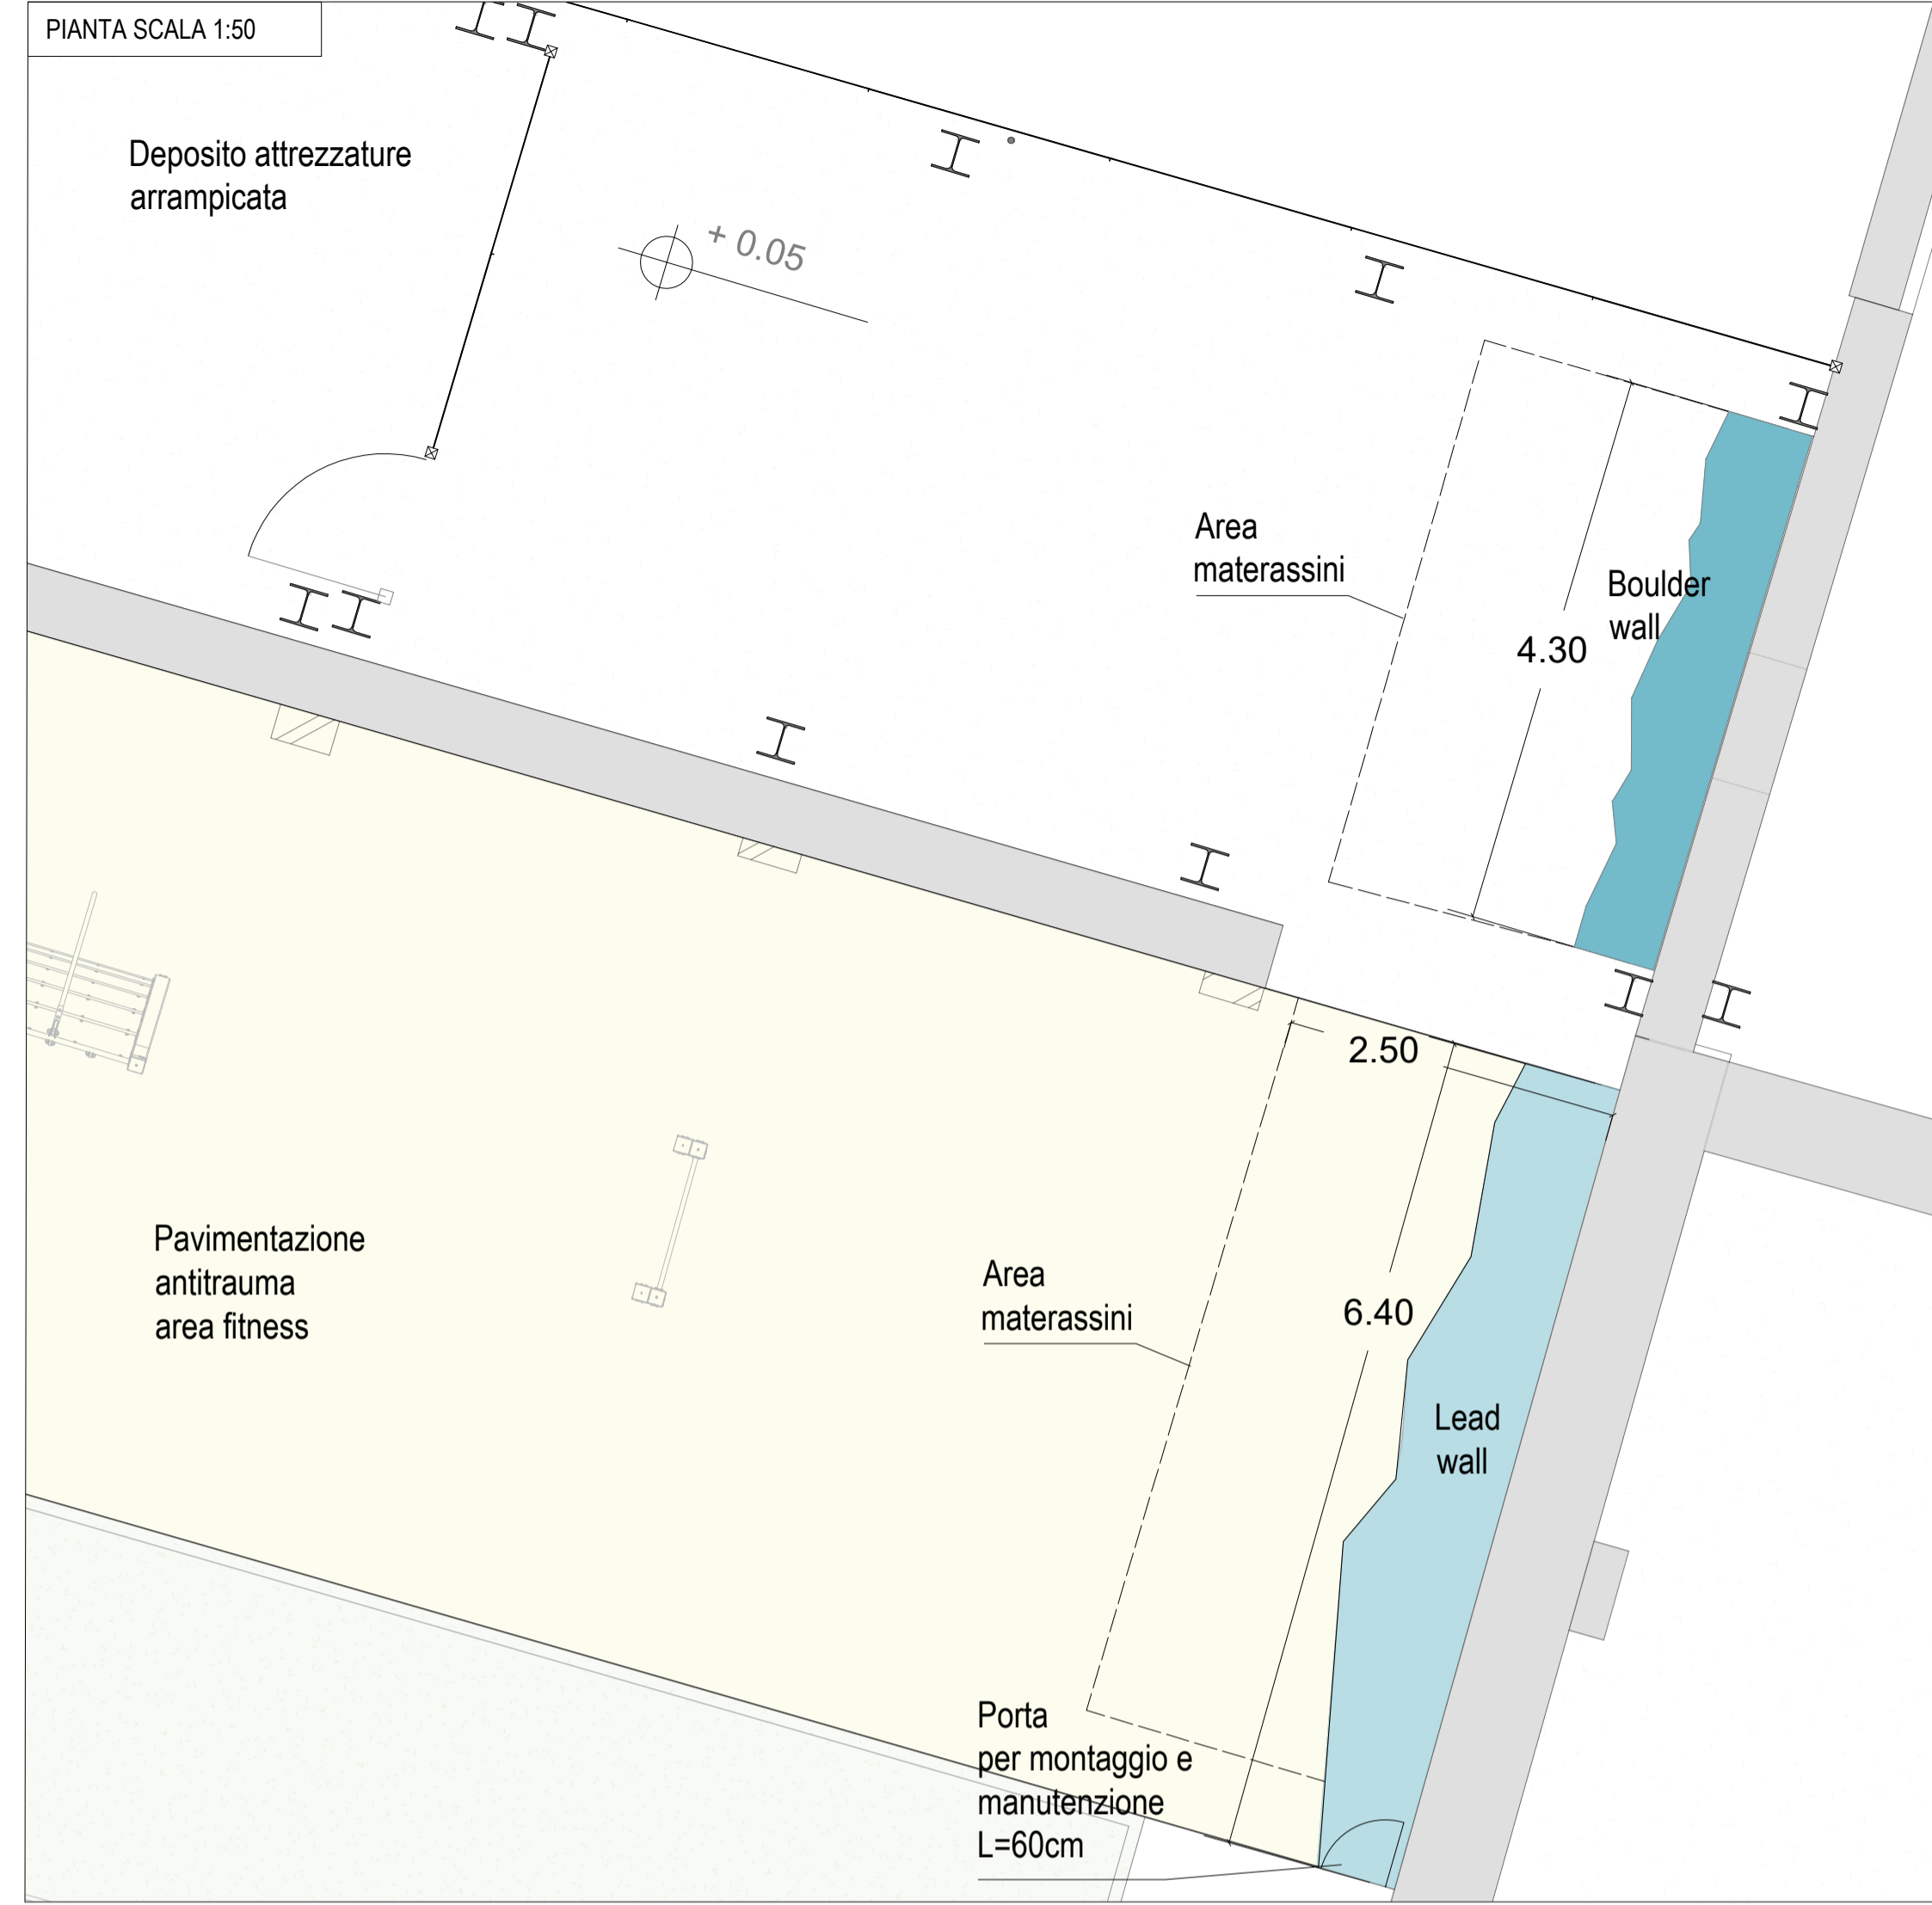 PIANTA SCALA 1:50
Deposito attrezzature
arrampicata
+ 0.05
Area
materassini
Boulder
wall
4.30
2.50
Pavimentazione
antitrauma
area fitness
Area
materassini
6.40
Lead
wall
Porta
per montaggio e
manutenzione
L=60cm